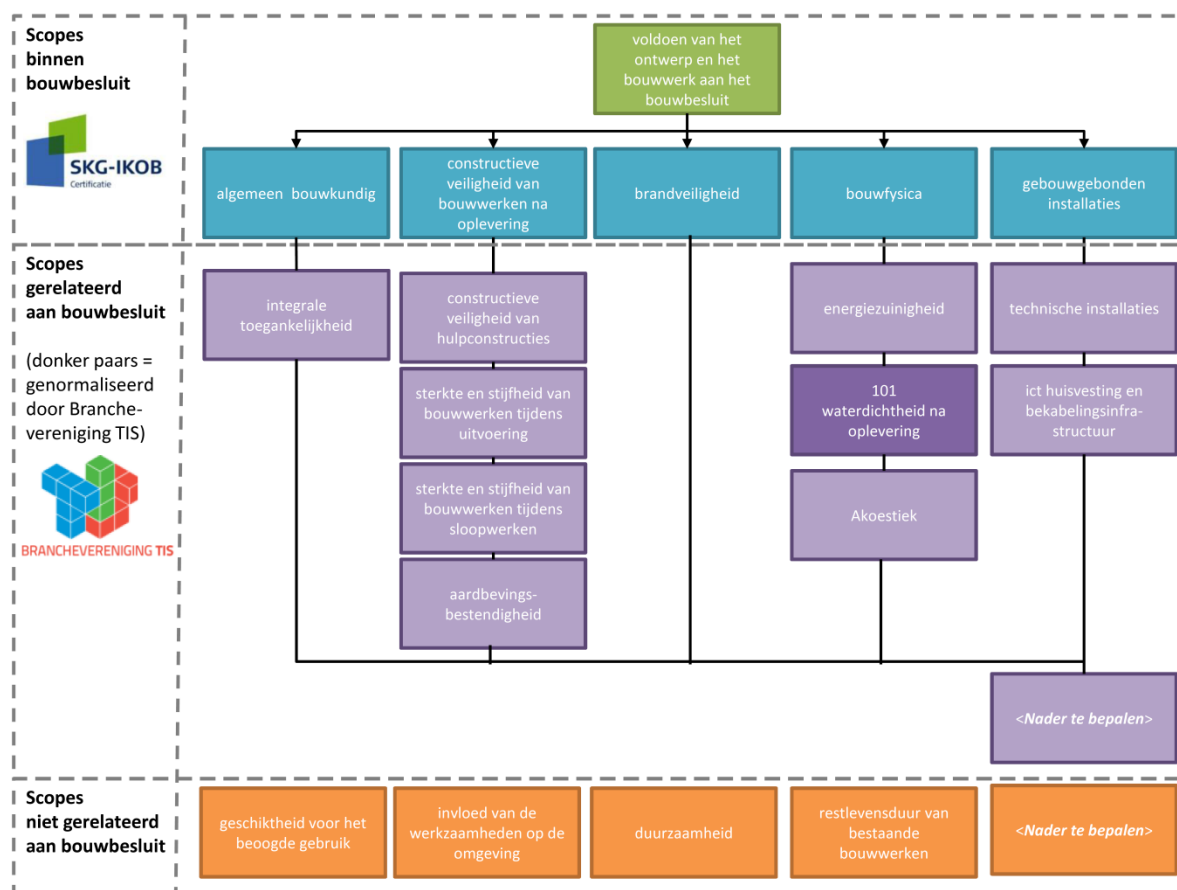 Scopes
binnen
bouwbesluit
SKG-IKOB
Certificatie
voldoen van het
ontwerp en het
bouwwerk aan het
bouwbesluit
algemeen bouwkundig
constructieve
veiligheid van
bouwwerken na
oplevering
brandveiligheid
bouwfysica
gebouwgebonden
installaties
Scopes
gerelateerd
aan bouwbesluit
(donker paars =
genormaliseerd
door Branche-
vereniging TIS)
BRANCHEVERENIGING TIS
integrale
toegankelijkheid
constructieve
veiligheid van
hulpconstructies
sterkte en stijfheid van
bouwwerken tijdens
uitvoering
sterkte en stijfheid van
bouwwerken tijdens
sloopwerken
aardbevings-
bestendigheid
energiezuinigheid
101
waterdichtheid na
oplevering
Akoestiek
technische installaties
ict huisvesting en
bekabelingsinfra-
structuur
<Nader te bepalen>
Scopes
niet gerelateerd
aan bouwbesluit
geschiktheid voor het
beoogde gebruik
invloed van de
werkzaamheden op de
omgeving
duurzaamheid
restlevensduur van
bestaande
bouwwerken
<Nader te bepalen>